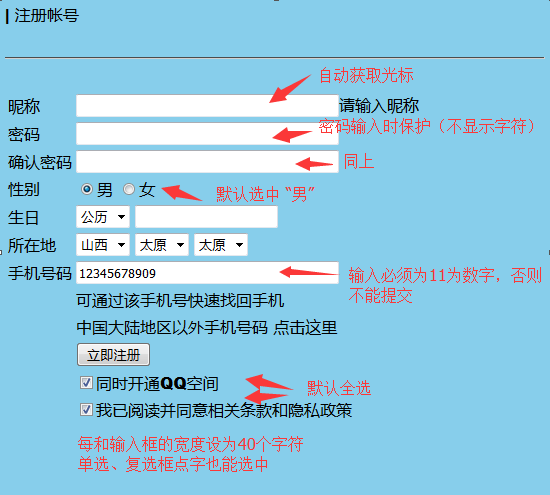 | 注册帐号
自动获取光标
昵称 请输入昵称
密码 密码输入时保护（不显示字符）
确认密码 同上
性别 男 女 默认选中 “男”
生日 公历
所在地 山西 太原 太原
手机号码 12345678909 输入必须为11为数字，否则
不能提交
可通过该手机号快速找回手机
中国大陆地区以外手机号码 点击这里
立即注册
同时开通QQ空间 默认全选
我已阅读并同意相关条款和隐私政策
每和输入框的宽度设为40个字符
单选、复选框点字也能选中